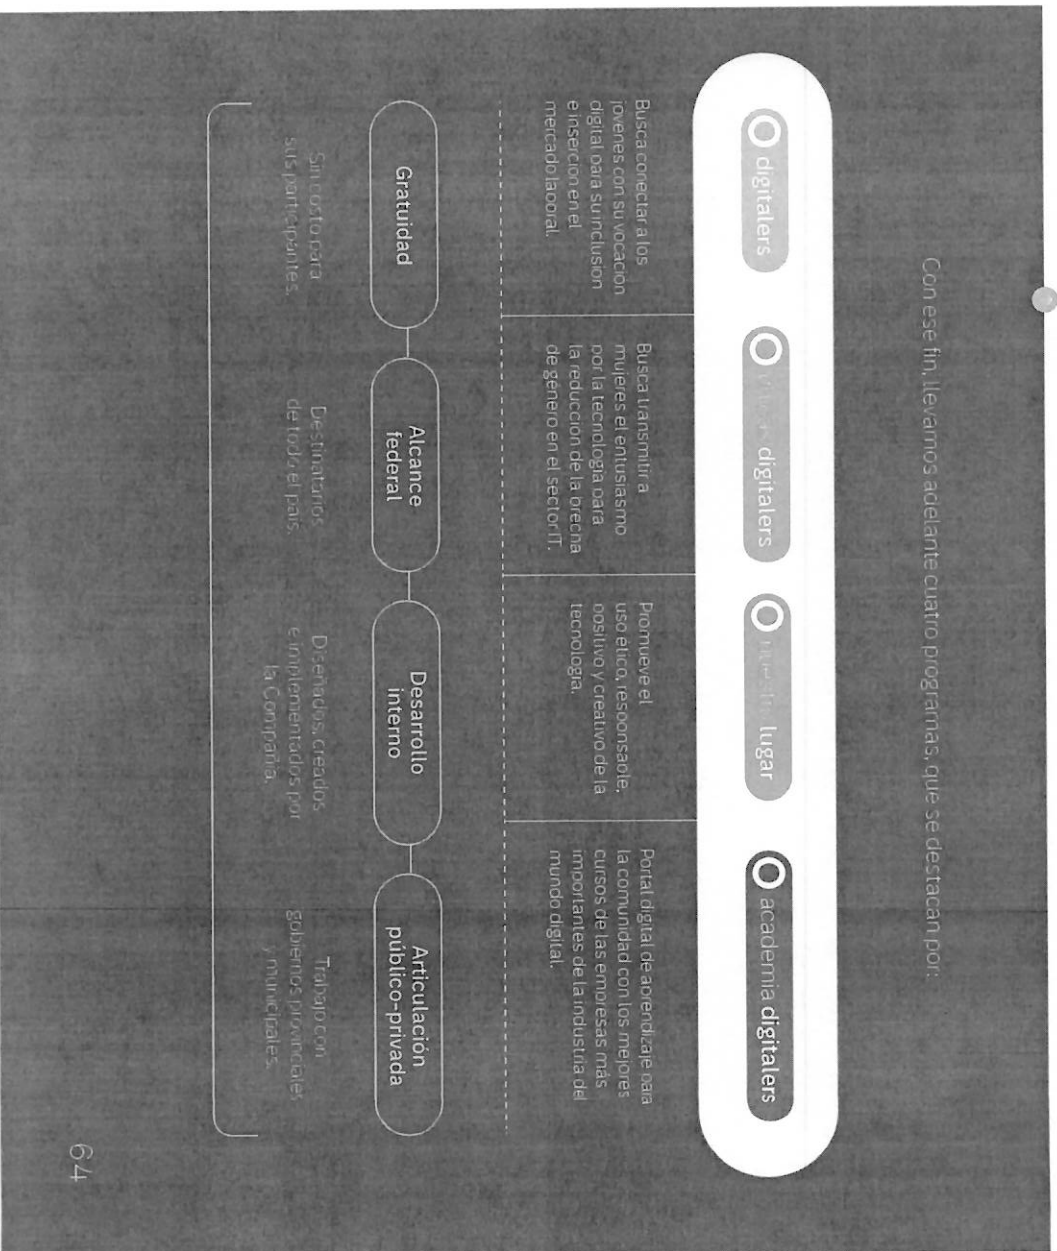 Con ese fin, llevamos adelante cuatro programas, que se destacan por:
digitalers
digitalers
lugar
academia digitalers
Busca conectar a los
jóvenes con su vocación
digital para su inclusión
e inserción en el
mercado laboral.
Busca transmitir a
mujeres el entusiasmo
por la tecnología para
la reducción de la brecha
de género en el sector IT.
Promueve el
uso ético, responsable,
positivo y creativo de la
tecnología.
Portal digital de aprendizaje para
la comunidad con los mejores
cursos de las empresas más
importantes de la industria del
mundo digital.
Gratuidad
Alcance
federal
Desarrollo
interno
Articulación
público-privada
Sin costo para
sus participantes.
Destinatarios
de todo el país.
Diseñados, creados
e implementados por
la Compañía.
Trabajo con
gobiernos provinciales
y municipales.
64